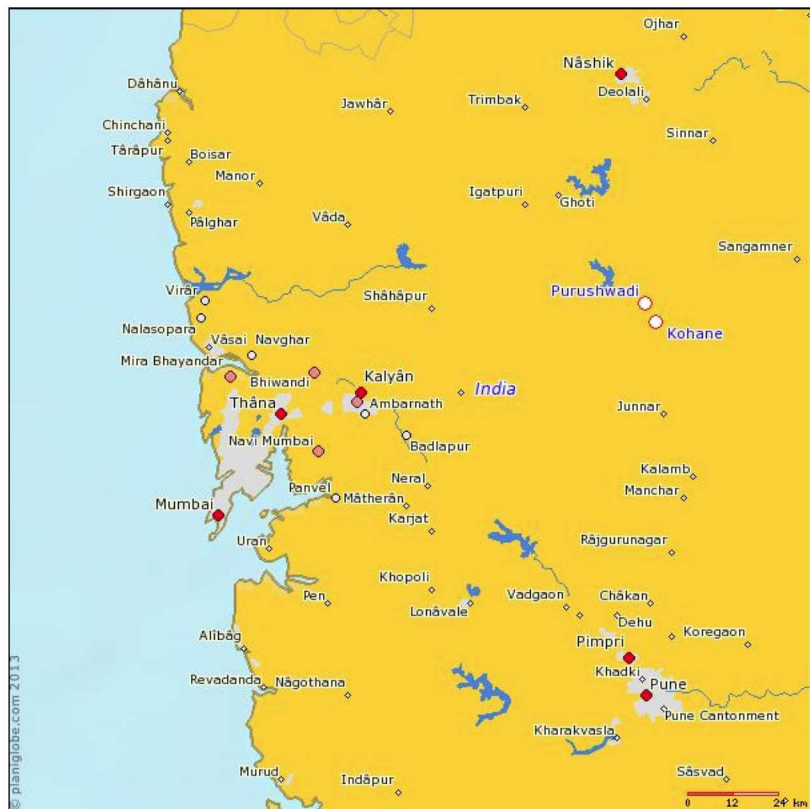 Ojhar
Nâshik
Dâhânu
Deolali
Jawhâr
Trimbak
Chinchani
Târâpur
Sinnar
Boisar
Manor
Shirgaon
Igatpuri
Ghoti
Pâlghar
Vâda
Sangamner
Virâr
Purushwadi
Shâhâpur
Nalasopara
Kohane
Vâsai
Navghar
Mira Bhayandar
Bhiwandi
Kalyân
India
Thâna
Ambarnath
Junnar
Navi Mumbai
Badlapur
Kalamb
Neral
Panvel
Manchar
Mâtherân
Mumbai
Karjat
Uran
Râjgurunagar
Khopoli
Pen
Lonâvale
Vadgaon
Châkan
Dehu
Alîbâg
Pimpri
Koregaon
Khadki
Revadanda
Nâgothana
Pune
Pune Cantonment
Kharakvasla
Murud
Indâpur
Sâsvad
0 12 24 km
© planiglobe.com 2013